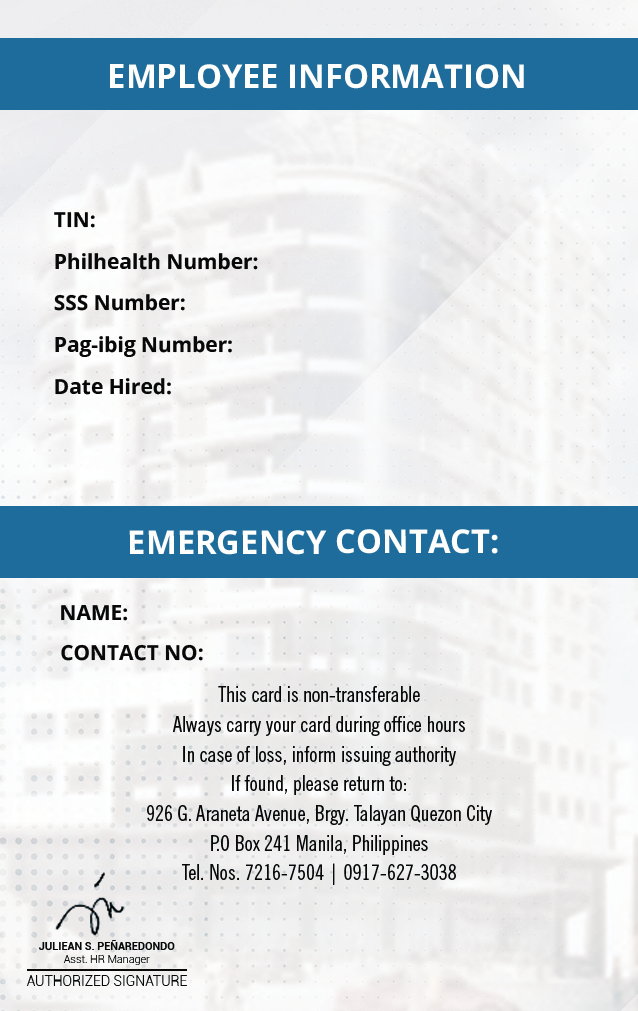 EMPLOYEE INFORMATION
TIN:
Philhealth Number:
SSS Number:
Pag-ibig Number:
Date Hired:
EMERGENCY CONTACT:
NAME:
CONTACT NO:
This card is non-transferable
Always carry your card during office hours
In case of loss, inform issuing authority
If found, please return to:
926 G. Araneta Avenue, Brgy. Talayan Quezon City
P.O Box 241 Manila, Philippines
Tel. Nos. 7216-7504 | 0917-627-3038
JULIEAN S. PEÑAREDONDO
Asst. HR Manager
AUTHORIZED SIGNATURE